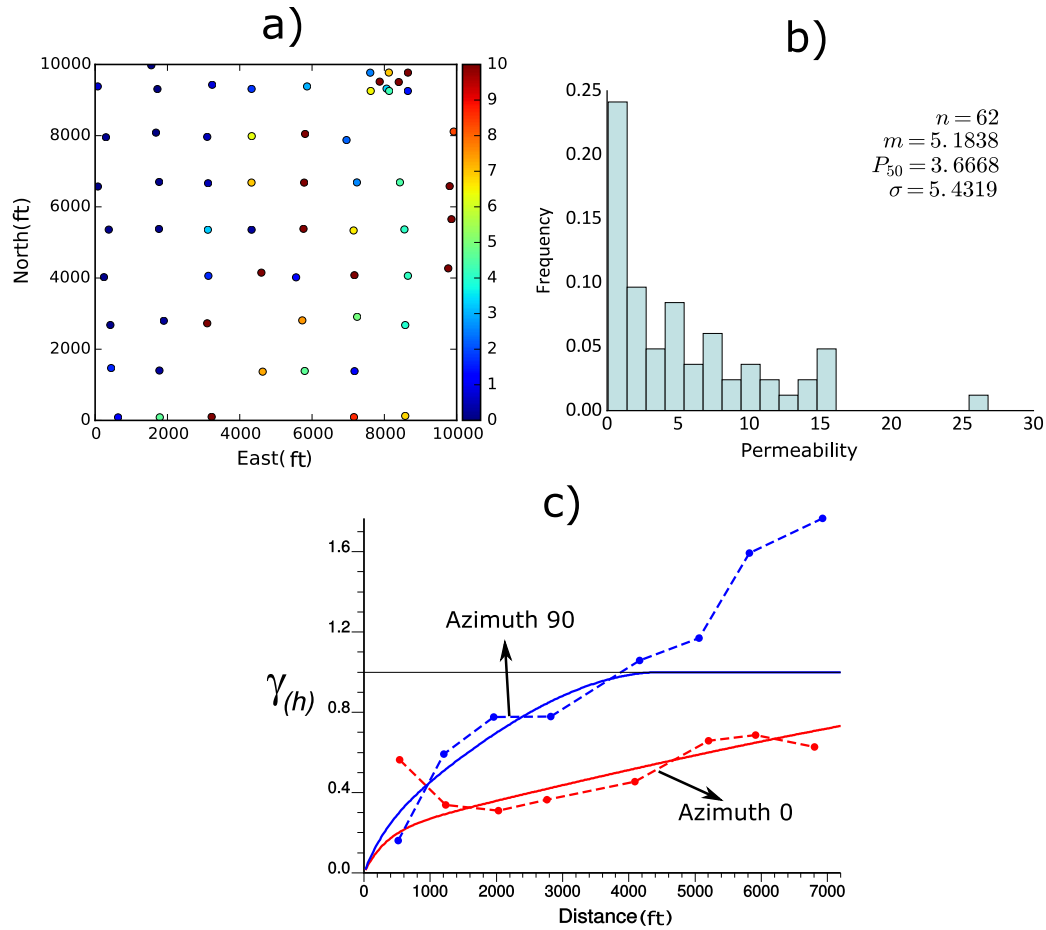 a)
10000
8000
6000
4000
2000
0
North(ft)
0 2000 4000 6000 8000 10000
East(ft)
10
9
8
7
6
5
4
3
2
1
0
b)
0.25
0.20
0.15
0.10
0.05
0.00
Frequency
n = 62
m = 5.1838
P50 = 3.6668
σ = 5.4319
0 5 10 15 20 25 30
Permeability
c)
1.6
1.2
0.8
0.4
0.0
γ(h)
Azimuth 90
Azimuth 0
0 1000 2000 3000 4000 5000 6000 7000
Distance(ft)